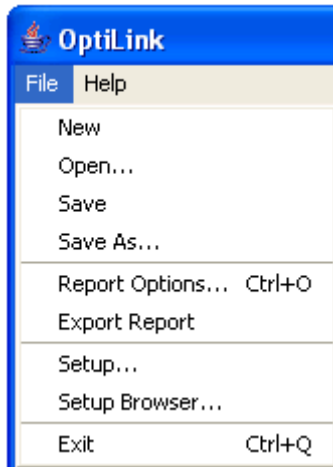 OptiLink
File Help
New
Open...
Save
Save As...
Report Options... Ctrl+O
Export Report
Setup...
Setup Browser...
Exit Ctrl+Q